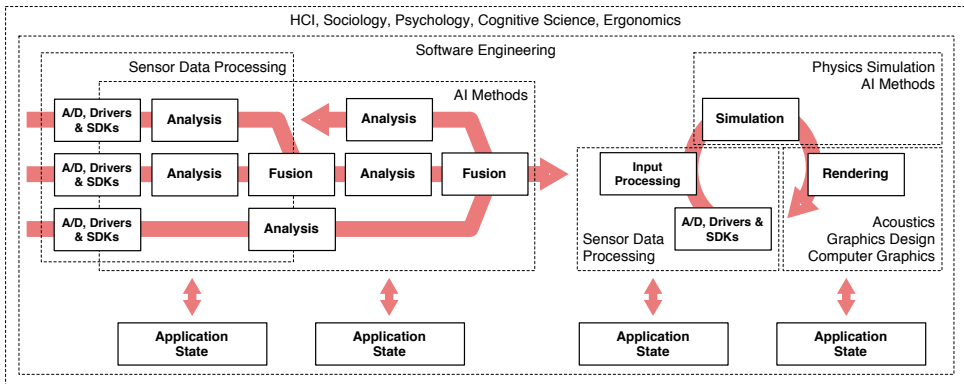 HCI, Sociology, Psychology, Cognitive Science, Ergonomics
Software Engineering
Sensor Data Processing
AI Methods
A/D, Drivers
& SDKs
Analysis
Analysis
A/D, Drivers
& SDKs
Analysis
Fusion
Analysis
Fusion
A/D, Drivers
& SDKs
Analysis
Physics Simulation
AI Methods
Simulation
Input
Processing
Rendering
A/D, Drivers &
SDKs
Sensor Data
Processing
Acoustics
Graphics Design
Computer Graphics
Application
State
Application
State
Application
State
Application
State